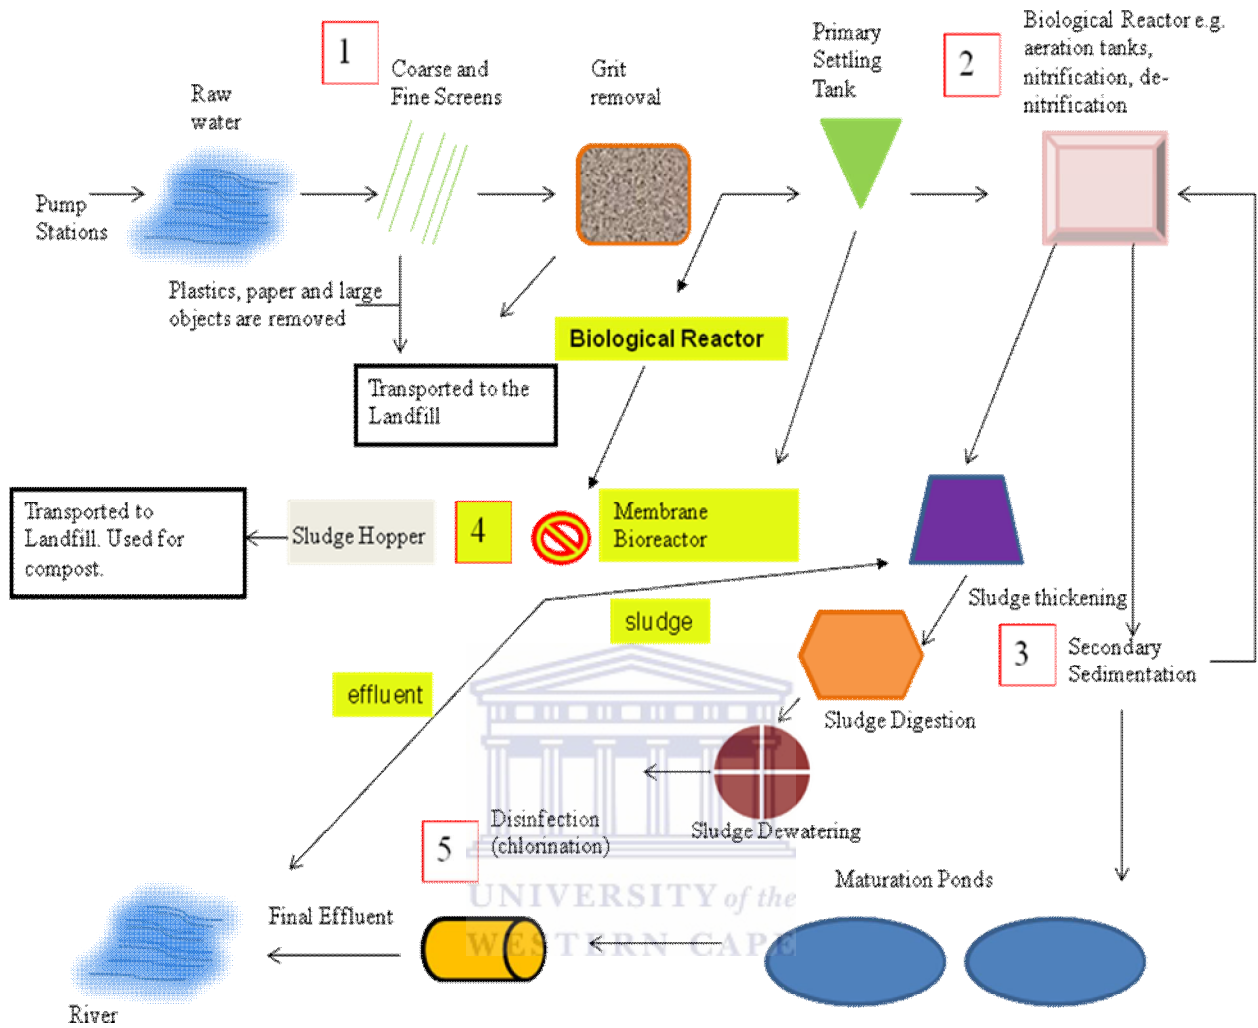 1
Coarse and
Fine Screens
Grit
removal
Primary
Settling
Tank
2
Biological Reactor e.g.
aeration tanks,
nitrification, de-
nitrification
Raw
water
Pump
Stations
Plastics, paper and large
objects are removed
Biological Reactor
Transported to the
Landfill
Transported to
Landfill. Used for
compost.
Sludge Hopper
4
Membrane
Bioreactor
sludge
effluent
Sludge thickening
3
Secondary
Sedimentation
Sludge Digestion
Sludge Dewatering
5
Disinfection
(chlorination)
Maturation Ponds
UNIVERSITY of the
WESTERN CAPE
Final Effluent
River